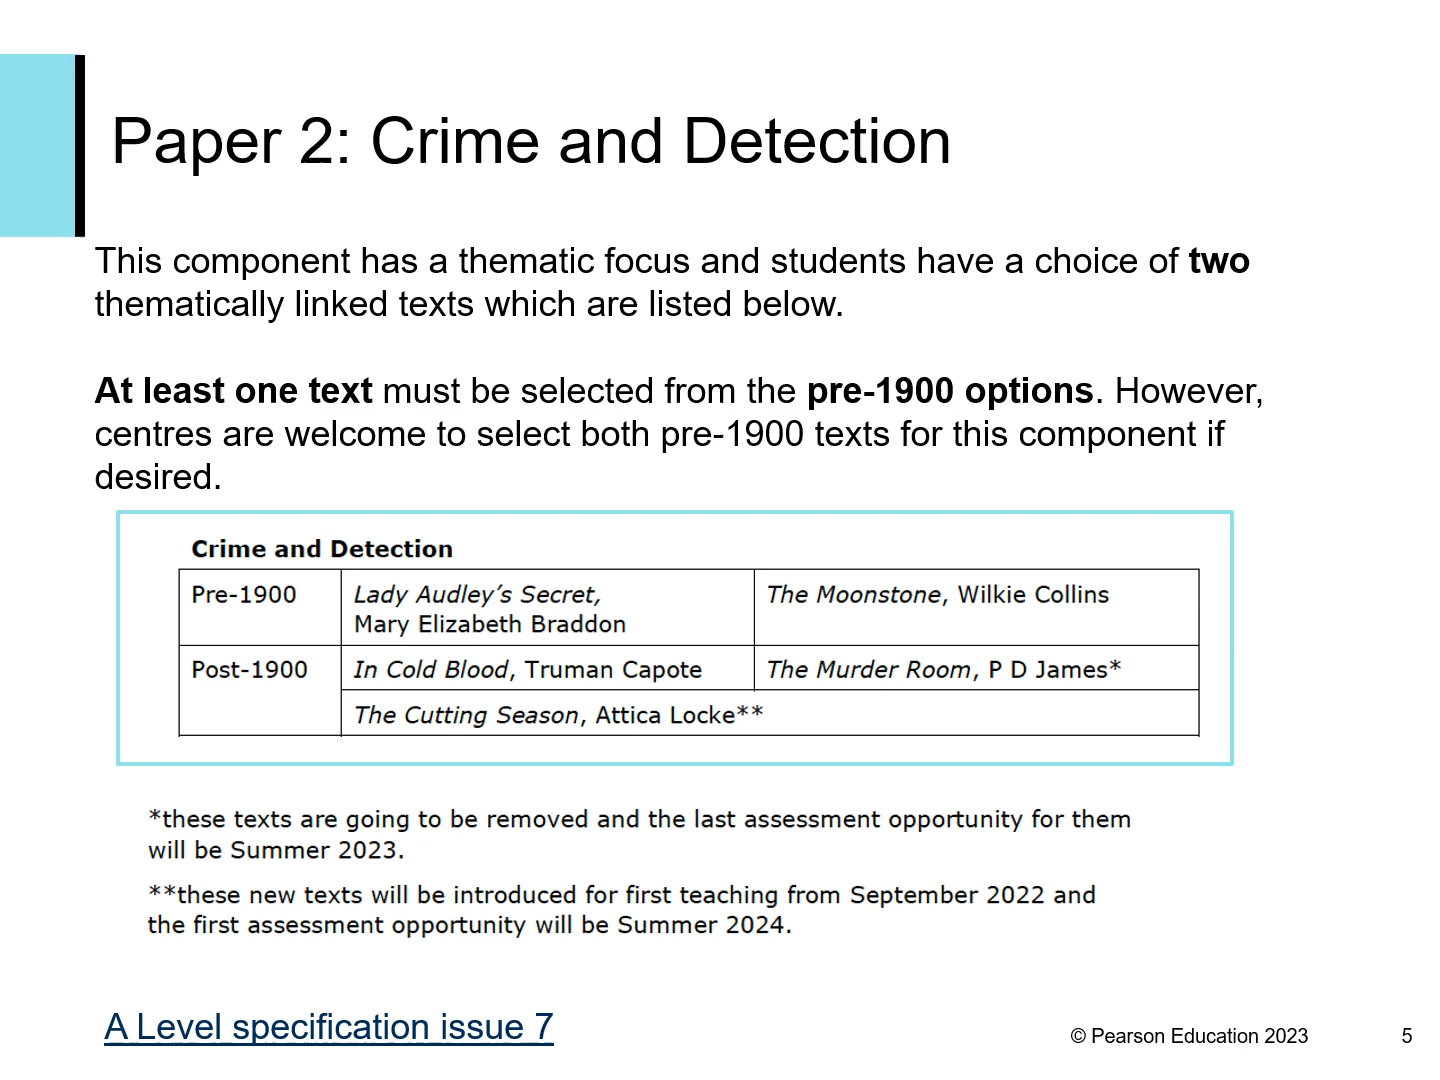 Paper 2: Crime and Detection
This component has a thematic focus and students have a choice of two
thematically linked texts which are listed below.
At least one text must be selected from the pre-1900 options. However,
centres are welcome to select both pre-1900 texts for this component if
desired.
Crime and Detection
Pre-1900
Lady Audley’s Secret,
Mary Elizabeth Braddon
The Moonstone, Wilkie Collins
Post-1900
In Cold Blood, Truman Capote
The Murder Room, P D James*
The Cutting Season, Attica Locke**
*these texts are going to be removed and the last assessment opportunity for them
will be Summer 2023.
**these new texts will be introduced for first teaching from September 2022 and
the first assessment opportunity will be Summer 2024.
A Level specification issue 7
© Pearson Education 2023
5